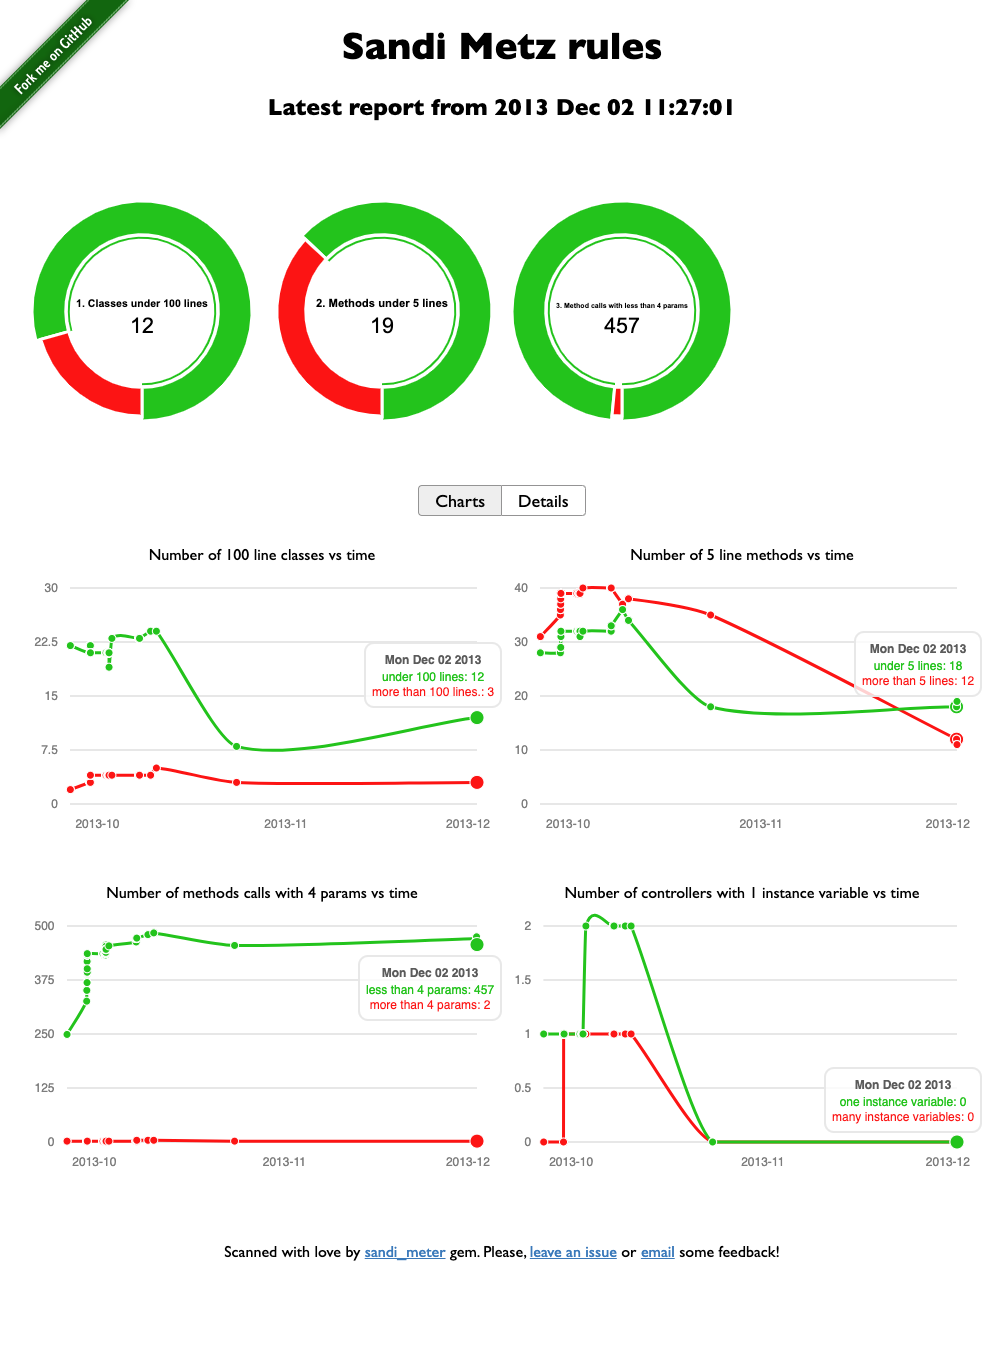 Fork me on GitHub
Sandi Metz rules
Latest report from 2013 Dec 02 11:27:01
1. Classes under 100 lines
12
2. Methods under 5 lines
19
3. Method calls with less than 4 params
457
Charts
Details
Number of 100 line classes vs time
30
22.5
15
7.5
0
2013-10
2013-11
2013-12
Mon Dec 02 2013
under 100 lines: 12
more than 100 lines.: 3
Number of 5 line methods vs time
40
30
20
10
0
2013-10
2013-11
2013-12
Mon Dec 02 2013
under 5 lines: 18
more than 5 lines: 12
Number of methods calls with 4 params vs time
500
375
250
125
0
2013-10
2013-11
2013-12
Mon Dec 02 2013
less than 4 params: 457
more than 4 params: 2
Number of controllers with 1 instance variable vs time
2
1.5
1
0.5
0
2013-10
2013-11
2013-12
Mon Dec 02 2013
one instance variable: 0
many instance variables: 0
Scanned with love by sandi_meter gem. Please, leave an issue or email some feedback!